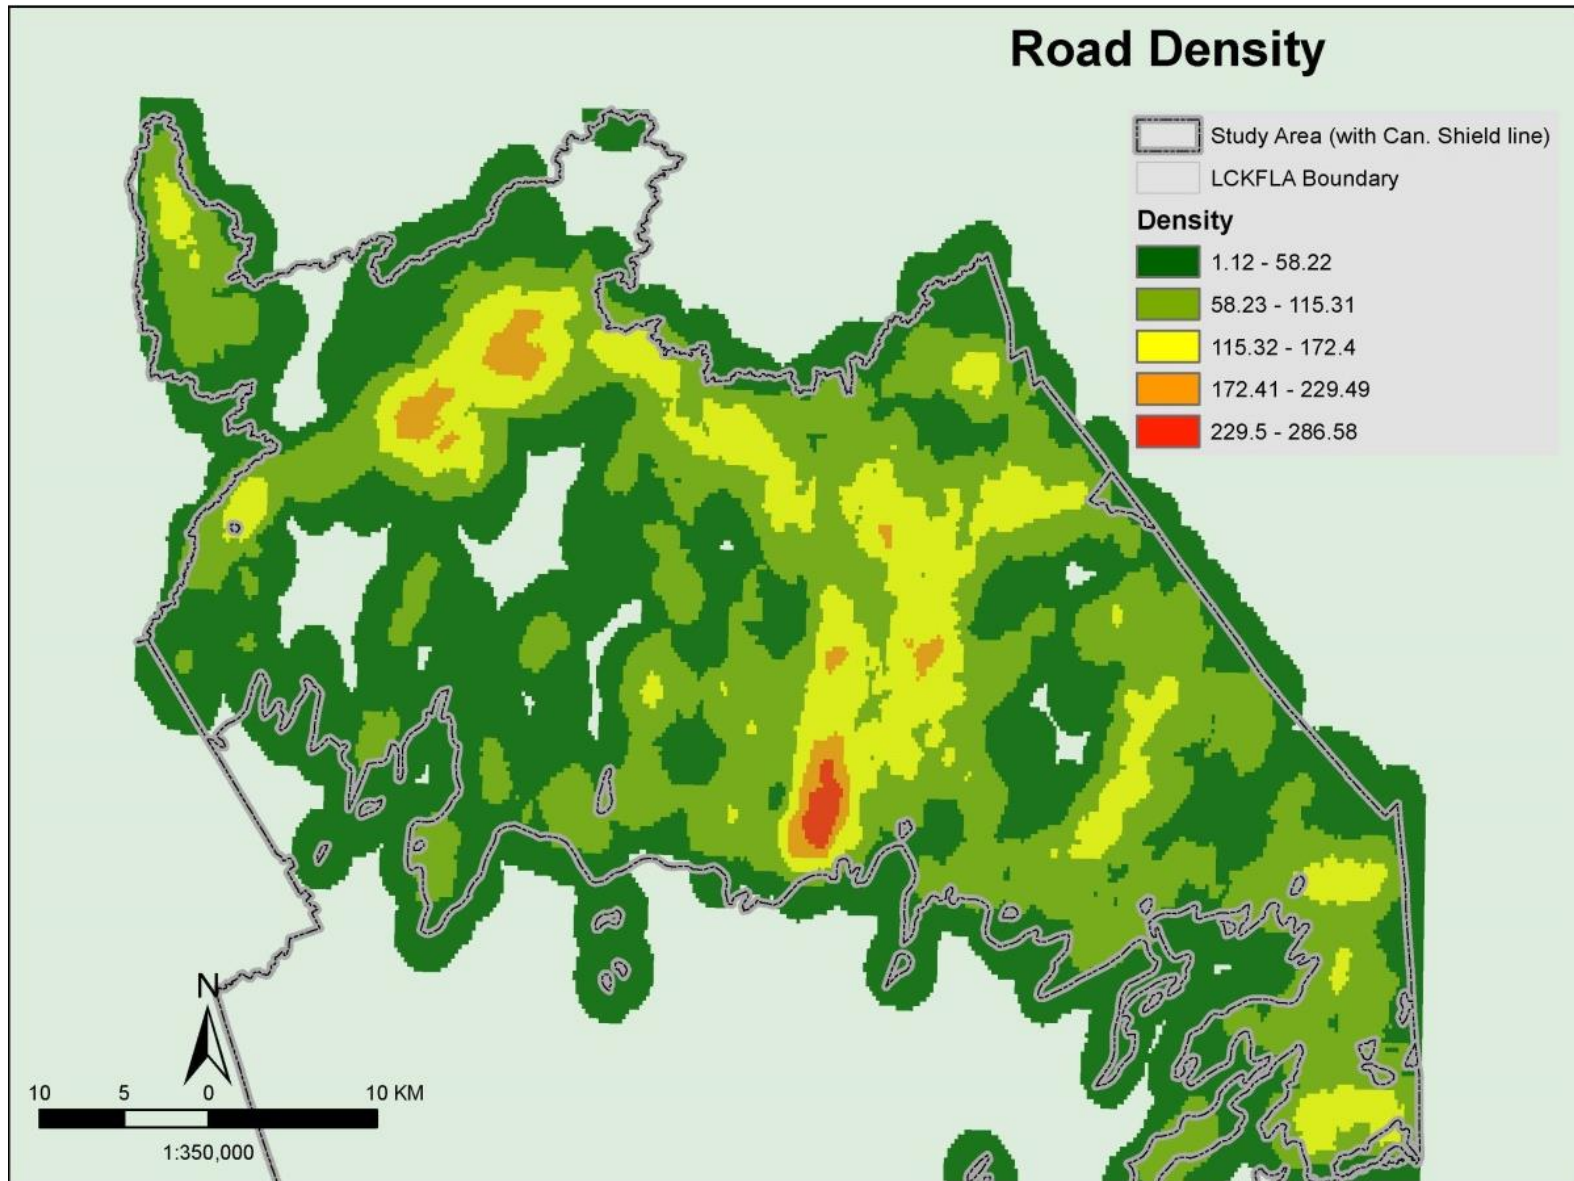 Road Density
Study Area (with Can. Shield line)
LCKFLA Boundary
Density
1.12 - 58.22
58.23 - 115.31
115.32 - 172.4
172.41 - 229.49
229.5 - 286.58
N
10 5 0 10 KM
1:350,000